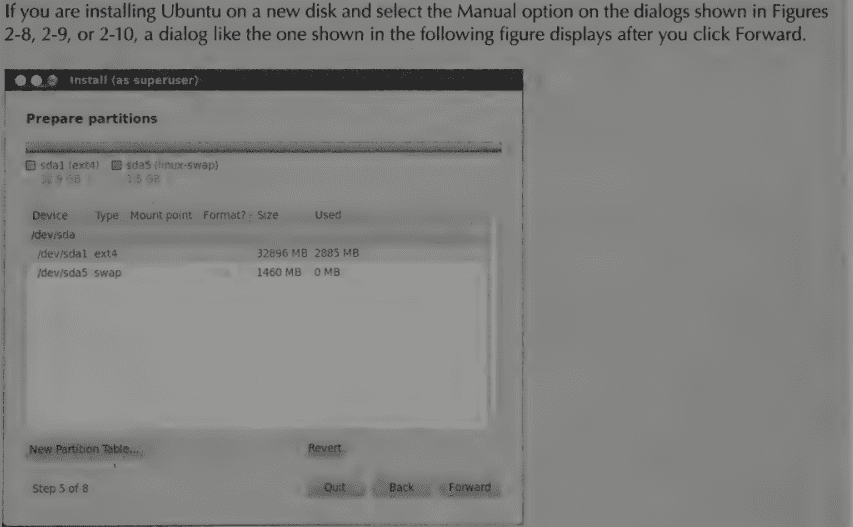 If you are installing Ubuntu on a new disk and select the Manual option on the dialogs shown in Figures
2-8, 2-9, or 2-10, a dialog like the one shown in the following figure displays after you click Forward.
Install (as superuser)
Prepare partitions
sda1 (ext4) sda5 (linux-swap)
32.9 GB 1.5 GB
Device Type Mount point Format? Size Used
/dev/sda
/dev/sda1 ext4 32896 MB 2885 MB
/dev/sda5 swap 1460 MB 0 MB
New Partition Table... Revert
Step 5 of 8 Quit Back Forward